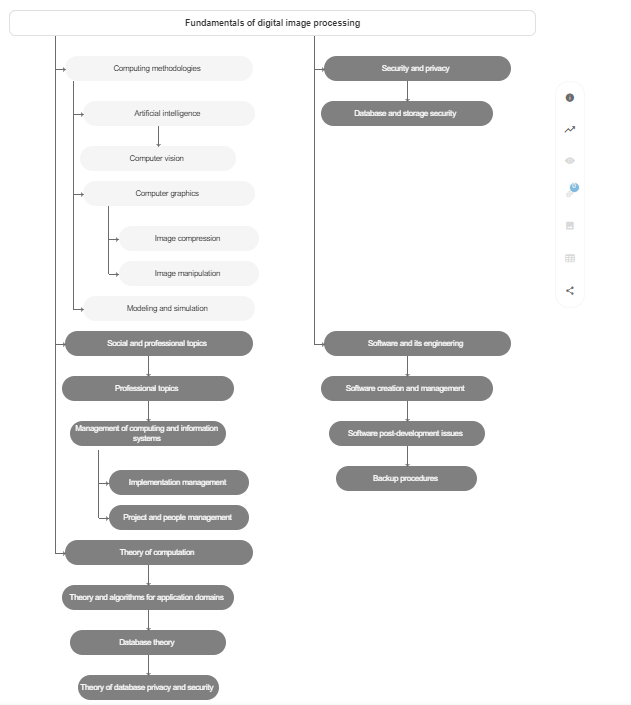 Fundamentals of digital image processing
Computing methodologies
Artificial intelligence
Computer vision
Computer graphics
Image compression
Image manipulation
Modeling and simulation
Social and professional topics
Professional topics
Management of computing and information
systems
Implementation management
Project and people management
Theory of computation
Theory and algorithms for application domains
Database theory
Theory of database privacy and security
Security and privacy
Database and storage security
Software and its engineering
Software creation and management
Software post-development issues
Backup procedures